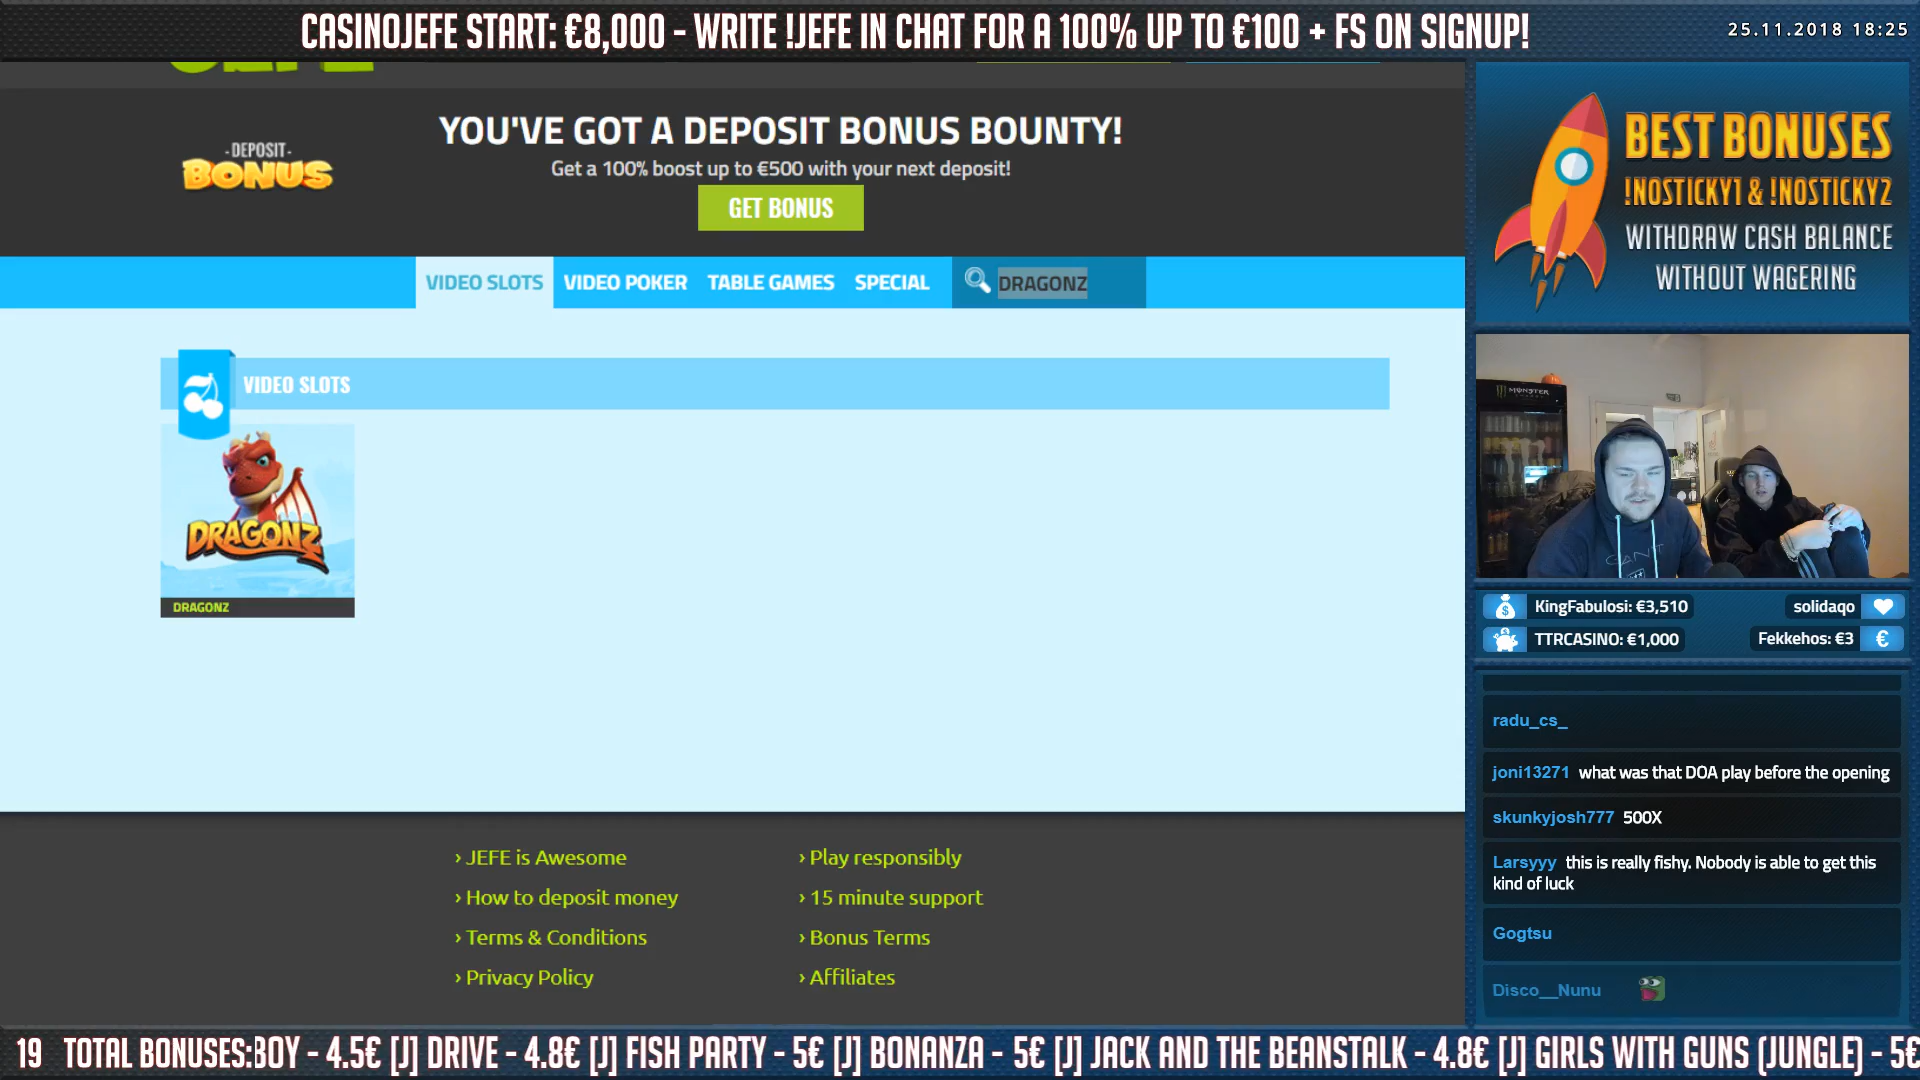 CASINOJEFE START: €8,000 - WRITE !JEFE IN CHAT FOR A 100% UP TO €100 + FS ON SIGNUP!
25.11.2018 18:25
-DEPOSIT-
BONUS
YOU'VE GOT A DEPOSIT BONUS BOUNTY!
Get a 100% boost up to €500 with your next deposit!
GET BONUS
BEST BONUSES
!NOSTICKY1 & !NOSTICKY2
WITHDRAW CASH BALANCE
WITHOUT WAGERING
VIDEO SLOTS VIDEO POKER TABLE GAMES SPECIAL DRAGONZ
VIDEO SLOTS
DRAGONZ
DRAGONZ
MONSTER
GANT
KingFabulosi: €3,510
solidaqo
TTRCASINO: €1,000
Fekkehos: €3
radu_cs_
joni13271 what was that DOA play before the opening
skunkyjosh777 500X
Larsyyy this is really fishy. Nobody is able to get this
kind of luck
Gogtsu
Disco__Nunu
› JEFE is Awesome
› How to deposit money
› Terms & Conditions
› Privacy Policy
› Play responsibly
› 15 minute support
› Bonus Terms
› Affiliates
19 TOTAL BONUSES: BOY - 4.5€ [J] DRIVE - 4.8€ [J] FISH PARTY - 5€ [J] BONANZA - 5€ [J] JACK AND THE BEANSTALK - 4.8€ [J] GIRLS WITH GUNS (JUNGLE) - 5€